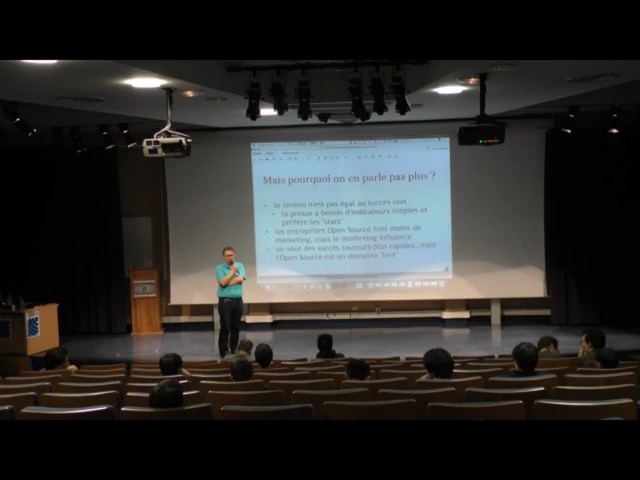 Mais pourquoi on en parle pas plus ?
• le revenu n'est pas égal au succès réel
• la presse a besoin d'indicateurs simples et
préfère les "stars"
• les entreprises Open Source font moins de
marketing, mais le marketing influence
• on veut des succès toujours plus rapides, mais
l'Open Source est un domaine "lent"